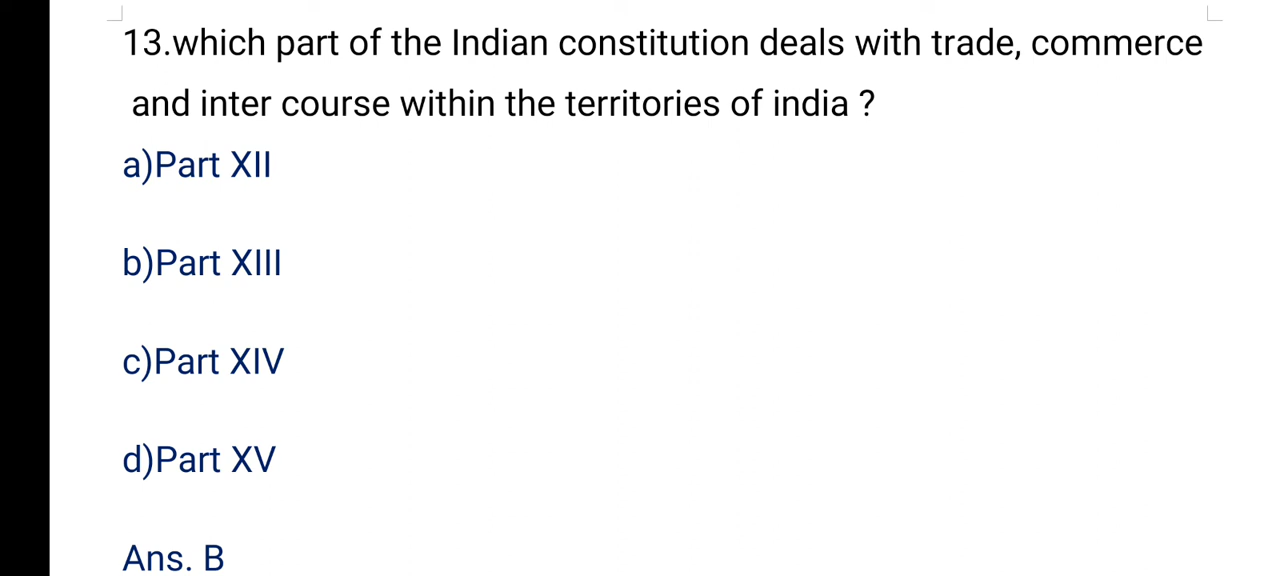 13.which part of the Indian constitution deals with trade, commerce
and inter course within the territories of india ?
a)Part XII
b)Part XIII
c)Part XIV
d)Part XV
Ans. B